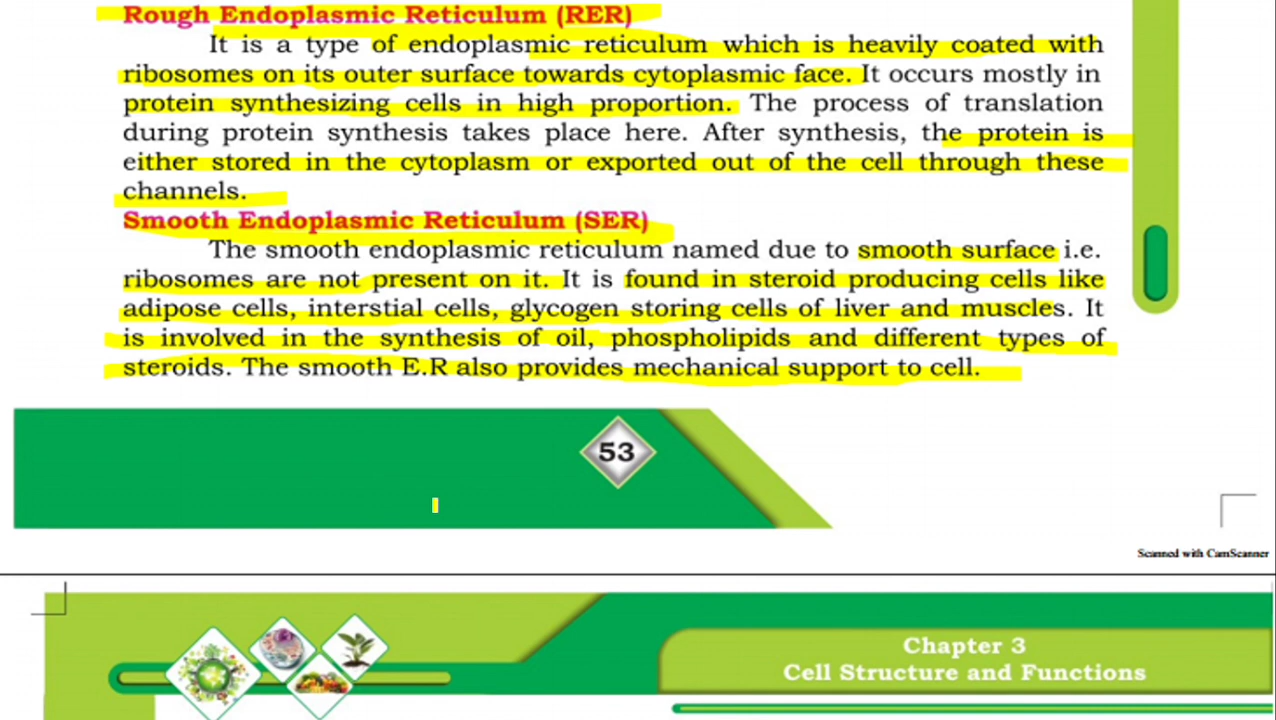 Rough Endoplasmic Reticulum (RER)
It is a type of endoplasmic reticulum which is heavily coated with
ribosomes on its outer surface towards cytoplasmic face. It occurs mostly in
protein synthesizing cells in high proportion. The process of translation
during protein synthesis takes place here. After synthesis, the protein is
either stored in the cytoplasm or exported out of the cell through these
channels.
Smooth Endoplasmic Reticulum (SER)
The smooth endoplasmic reticulum named due to smooth surface i.e.
ribosomes are not present on it. It is found in steroid producing cells like
adipose cells, interstial cells, glycogen storing cells of liver and muscles. It
is involved in the synthesis of oil, phospholipids and different types of
steroids. The smooth E.R also provides mechanical support to cell.
53
Scanned with CamScanner
Chapter 3
Cell Structure and Functions